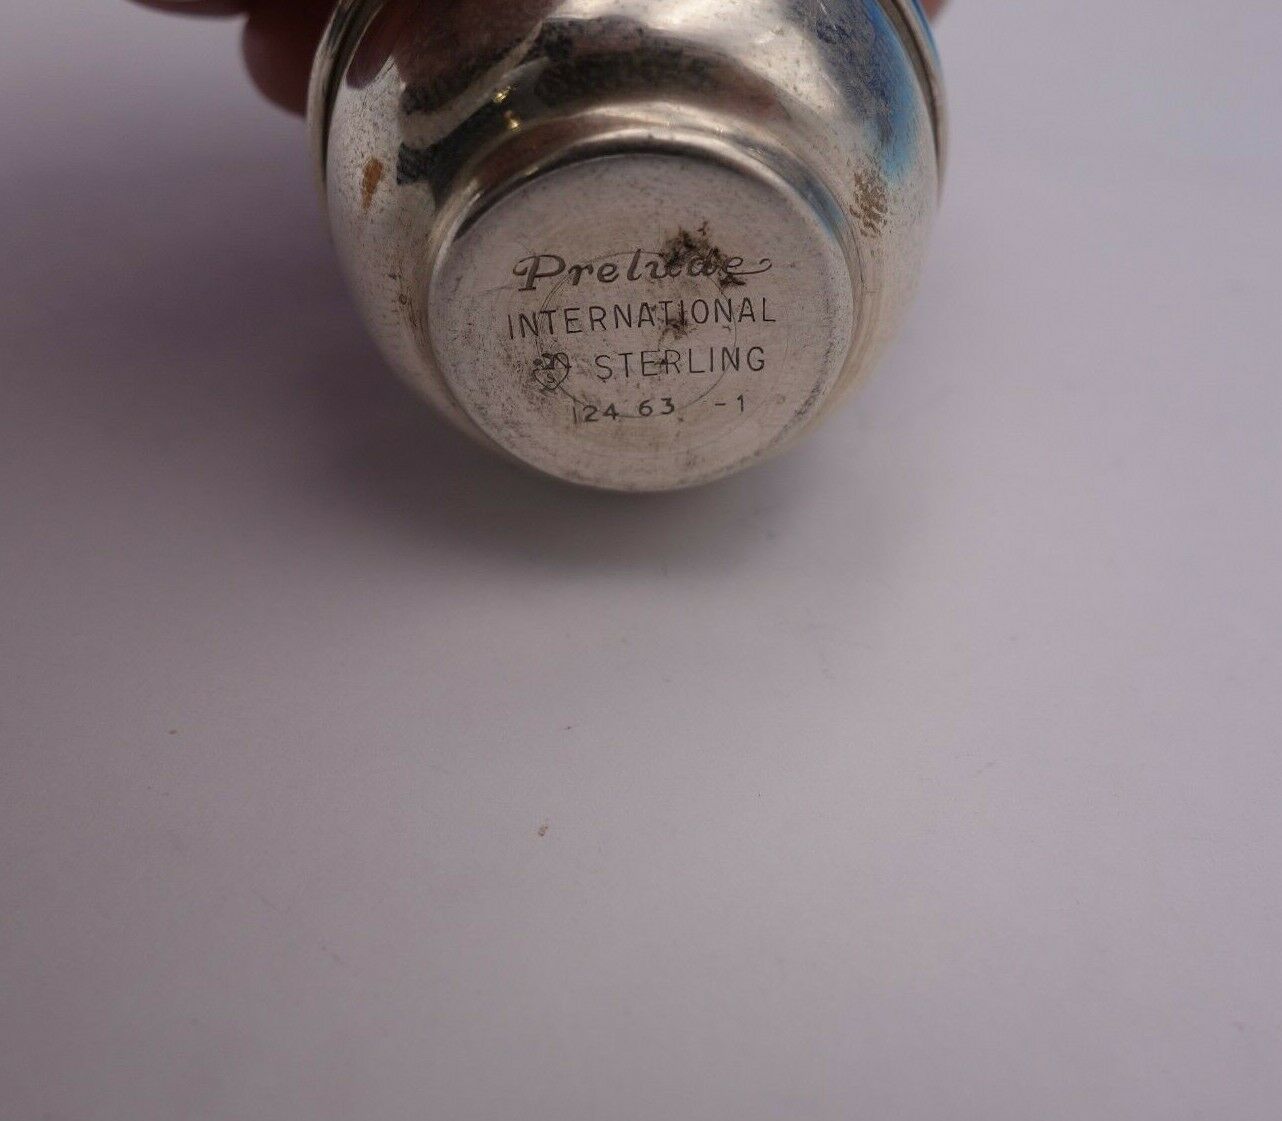 Prelude
INTERNATIONAL
S STERLING
124 63 -1